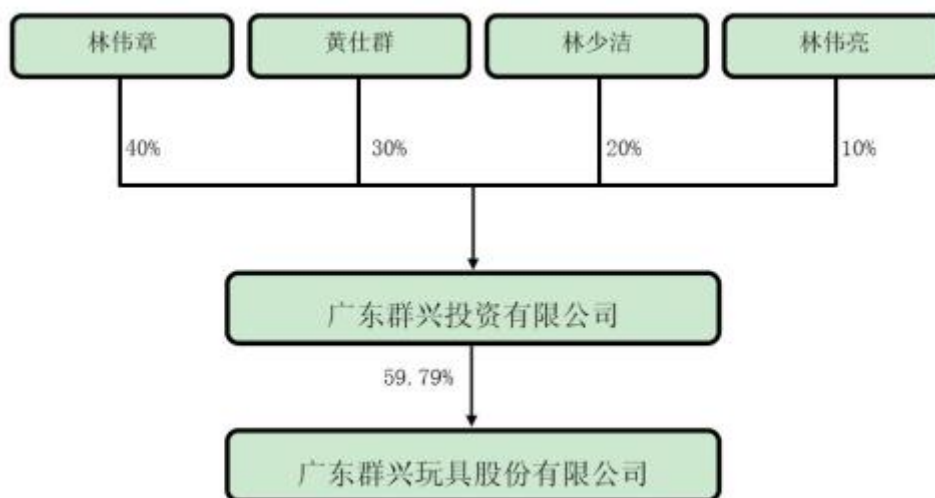 林伟章 黄仕群 林少洁 林伟亮
40% 30% 20% 10%
广东群兴投资有限公司
59.79%
广东群兴玩具股份有限公司